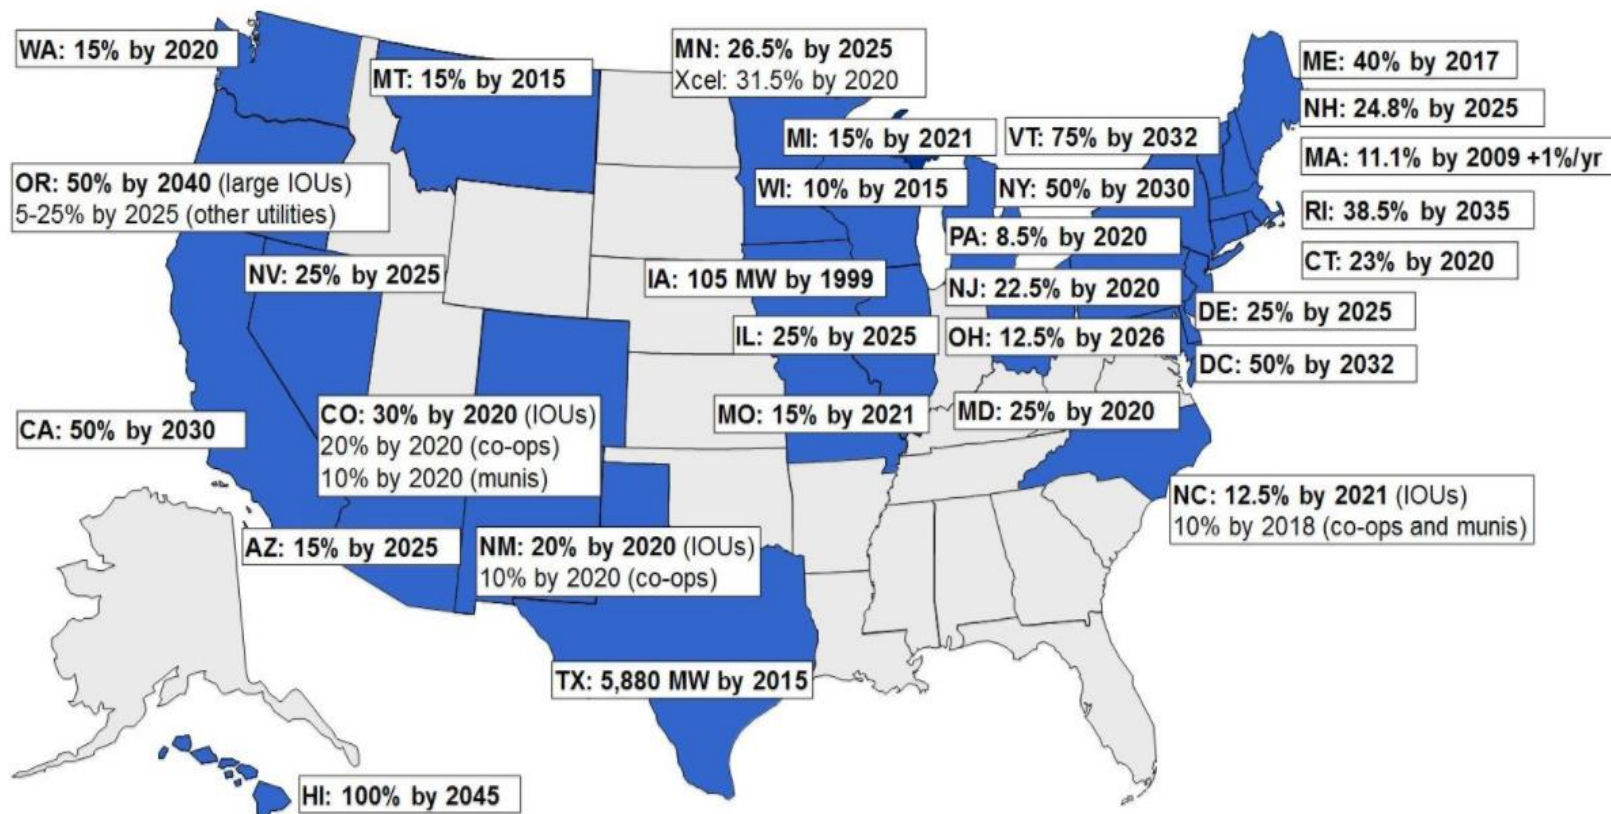 WA: 15% by 2020
MT: 15% by 2015
MN: 26.5% by 2025
Xcel: 31.5% by 2020
ME: 40% by 2017
NH: 24.8% by 2025
MI: 15% by 2021
VT: 75% by 2032
MA: 11.1% by 2009 +1%/yr
OR: 50% by 2040 (large IOUs)
5-25% by 2025 (other utilities)
WI: 10% by 2015
NY: 50% by 2030
RI: 38.5% by 2035
PA: 8.5% by 2020
CT: 23% by 2020
NV: 25% by 2025
IA: 105 MW by 1999
NJ: 22.5% by 2020
DE: 25% by 2025
IL: 25% by 2025
OH: 12.5% by 2026
DC: 50% by 2032
CA: 50% by 2030
CO: 30% by 2020 (IOUs)
20% by 2020 (co-ops)
10% by 2020 (munis)
MO: 15% by 2021
MD: 25% by 2020
NC: 12.5% by 2021 (IOUs)
10% by 2018 (co-ops and munis)
AZ: 15% by 2025
NM: 20% by 2020 (IOUs)
10% by 2020 (co-ops)
TX: 5,880 MW by 2015
HI: 100% by 2045